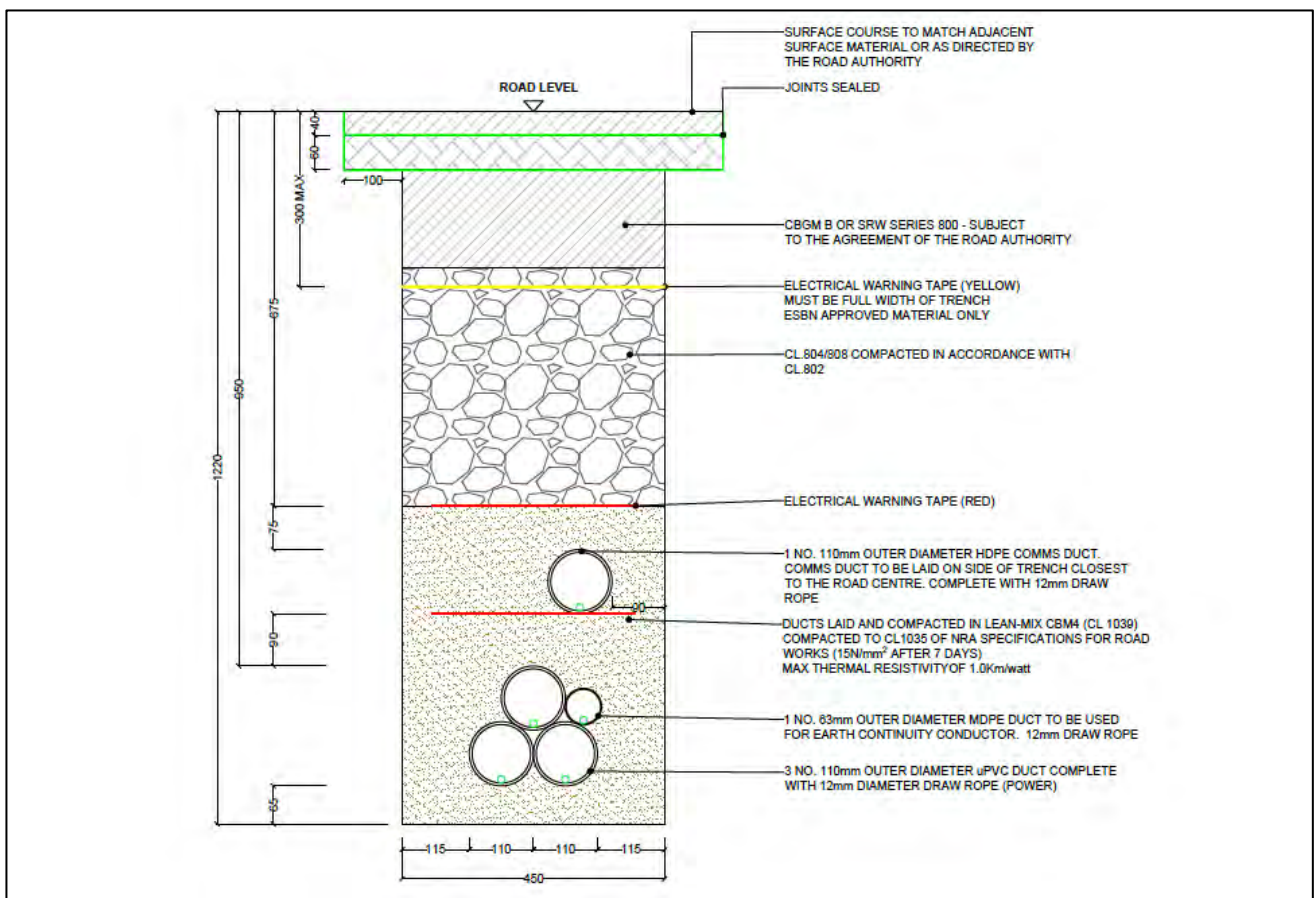 SURFACE COURSE TO MATCH ADJACENT
SURFACE MATERIAL OR AS DIRECTED BY
THE ROAD AUTHORITY
ROAD LEVEL
JOINTS SEALED
40
60
100
300 MAX
CBGM B OR SRW SERIES 800 - SUBJECT
TO THE AGREEMENT OF THE ROAD AUTHORITY
ELECTRICAL WARNING TAPE (YELLOW)
MUST BE FULL WIDTH OF TRENCH
ESBN APPROVED MATERIAL ONLY
675
CL.804/808 COMPACTED IN ACCORDANCE WITH
CL.802
950
1220
ELECTRICAL WARNING TAPE (RED)
75
1 NO. 110mm OUTER DIAMETER HDPE COMMS DUCT.
COMMS DUCT TO BE LAID ON SIDE OF TRENCH CLOSEST
TO THE ROAD CENTRE. COMPLETE WITH 12mm DRAW
ROPE
90
90
DUCTS LAID AND COMPACTED IN LEAN-MIX CBM4 (CL 1039)
COMPACTED TO CL1035 OF NRA SPECIFICATIONS FOR ROAD
WORKS (15N/mm² AFTER 7 DAYS)
MAX THERMAL RESISTIVITY OF 1.0Km/watt
1 NO. 63mm OUTER DIAMETER MDPE DUCT TO BE USED
FOR EARTH CONTINUITY CONDUCTOR. 12mm DRAW ROPE
3 NO. 110mm OUTER DIAMETER uPVC DUCT COMPLETE
WITH 12mm DIAMETER DRAW ROPE (POWER)
65
115 110 110 115
450